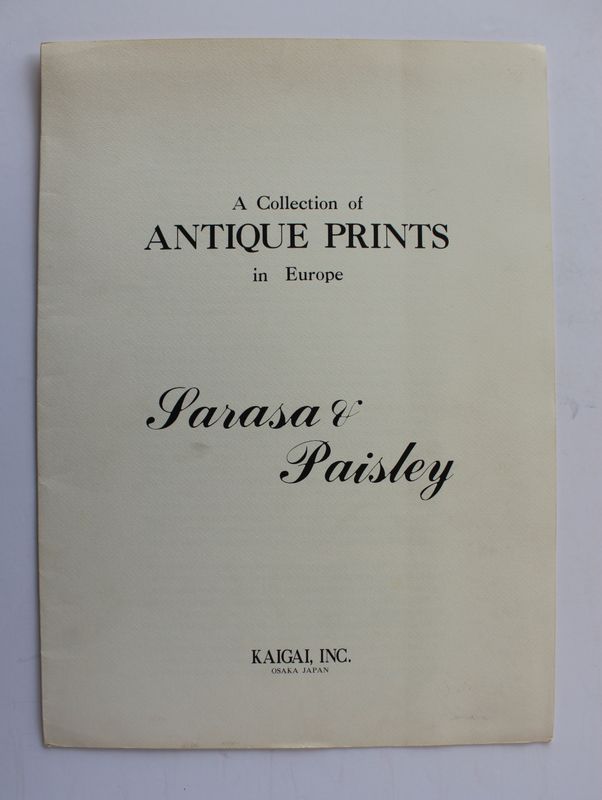 A Collection of
ANTIQUE PRINTS
in Europe
Sarasa &
Paisley
KAIGAI, INC.
OSAKA JAPAN